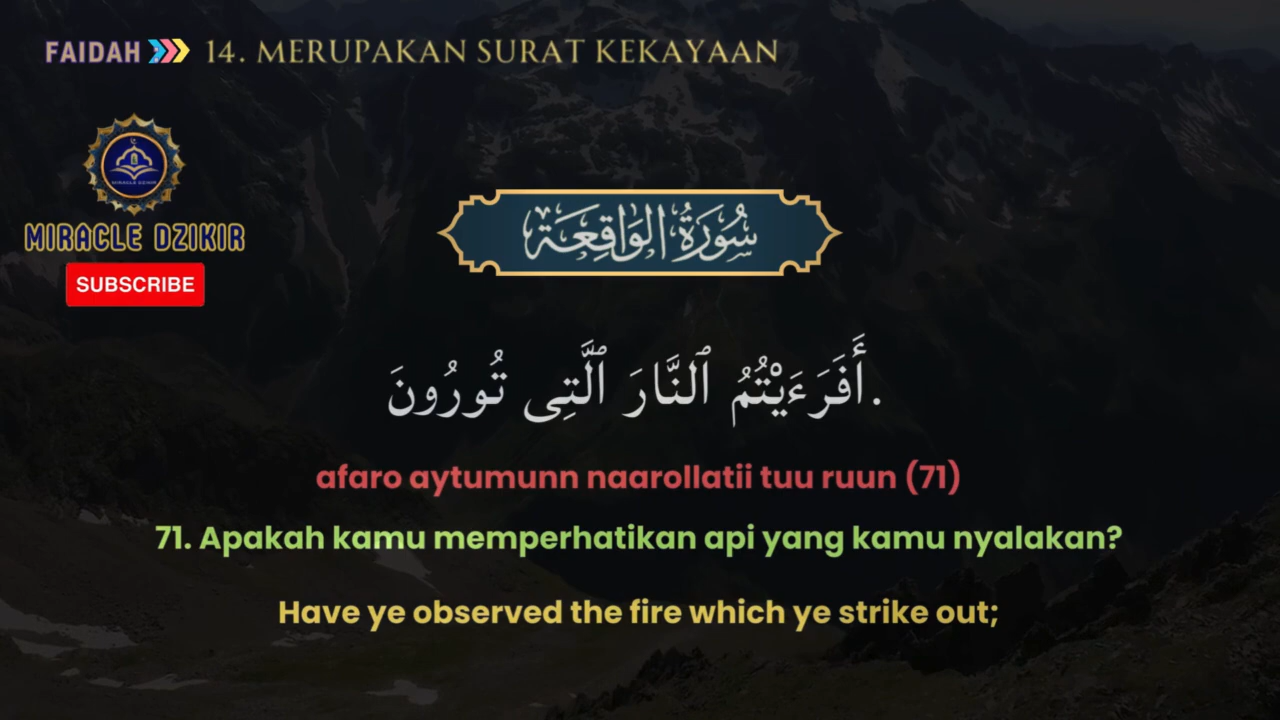 FAIDAH 14. MERUPAKAN SURAT KEKAYAAN
MIRACLE DZIKIR
MIRACLE DZIKIR
SUBSCRIBE
سُورَةُ الوَاقِعَة
أَفَرَءَيْتُمُ ٱلنَّارَ ٱلَّتِى تُورُونَ.
afaro aytumunn naarollatii tuu ruun (71)
71. Apakah kamu memperhatikan api yang kamu nyalakan?
Have ye observed the fire which ye strike out;